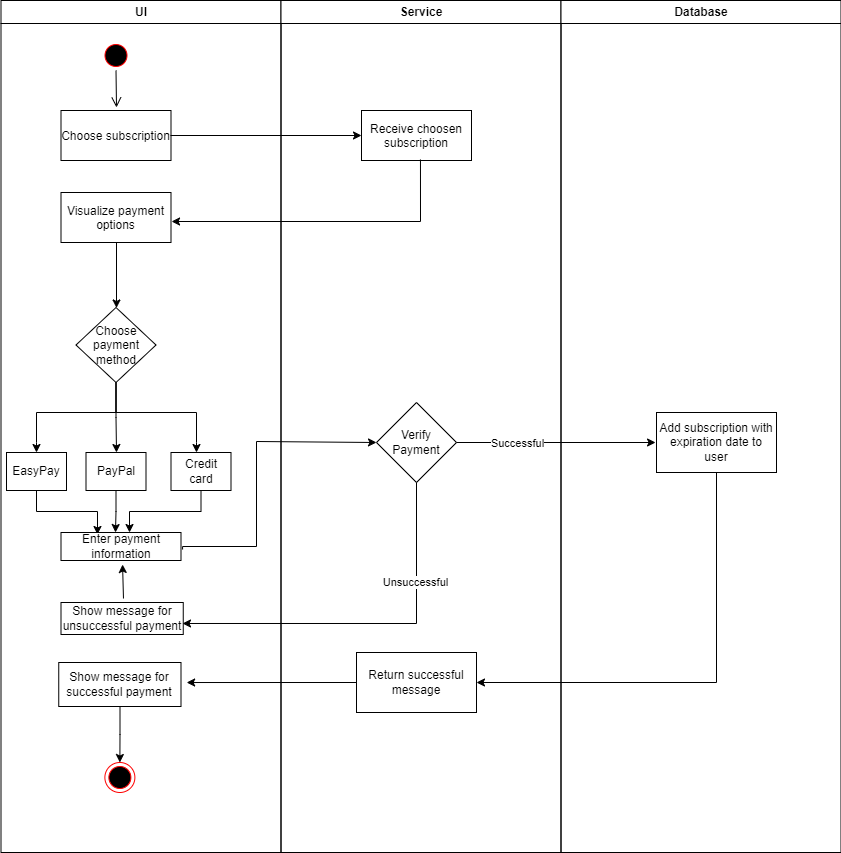 UI
Service
Database
Choose subscription
Receive choosen
subscription
Visualize payment
options
Choose
payment
method
EasyPay
PayPal
Credit
card
Verify
Payment
Successful
Add subscription with
expiration date to
user
Enter payment
information
Unsuccessful
Show message for
unsuccessful payment
Show message for
successful payment
Return successful
message